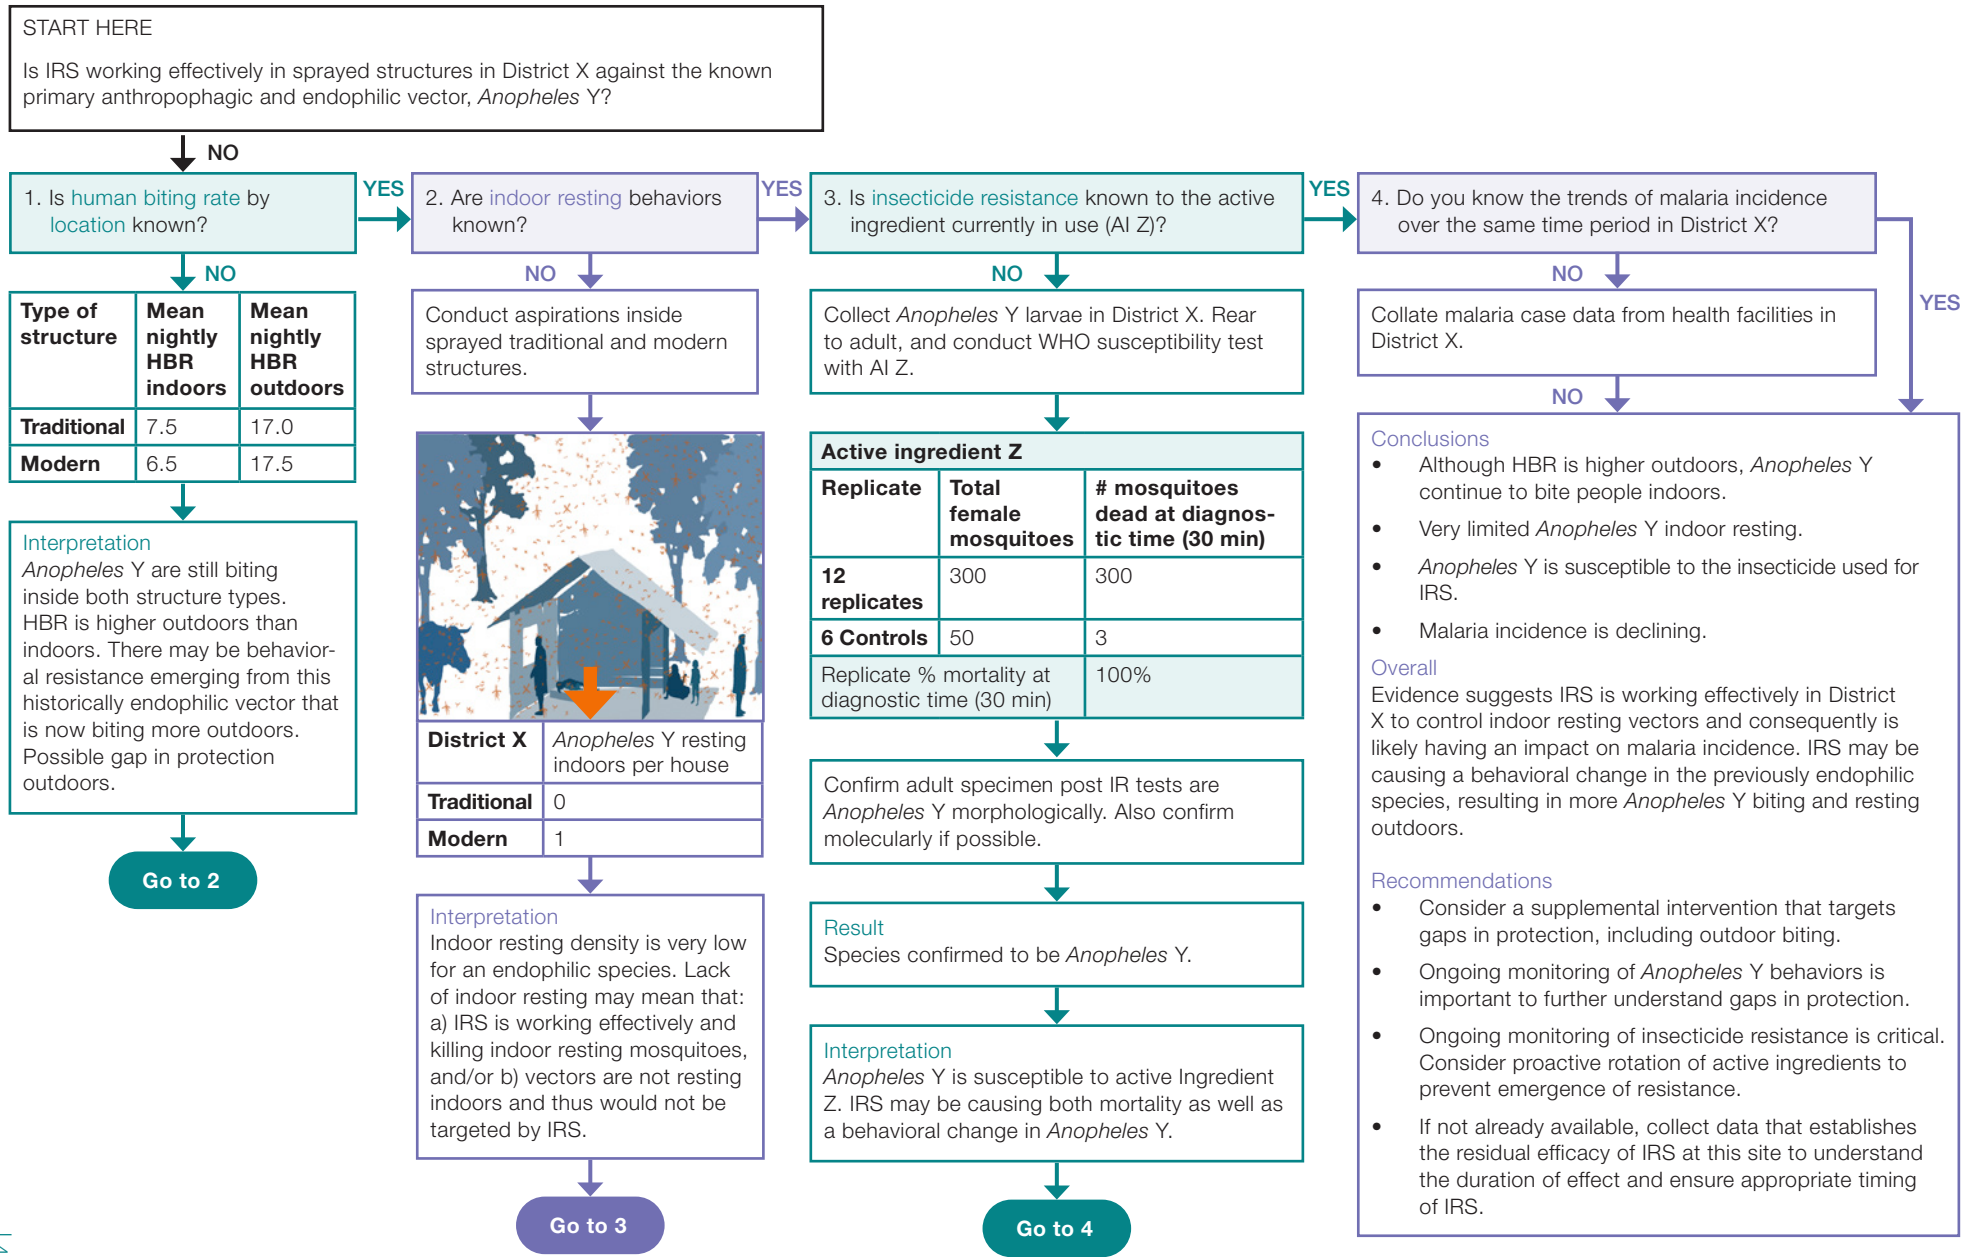 START HERE
Is IRS working effectively in sprayed structures in District X against the known
primary anthropophagic and endophilic vector, Anopheles Y?
NO
1. Is human biting rate by
location known?
YES
NO
Type of
structure
Mean
nightly
HBR
indoors
Mean
nightly
HBR
outdoors
Traditional
7.5
17.0
Modern
6.5
17.5
Interpretation
Anopheles Y are still biting
inside both structure types.
HBR is higher outdoors than
indoors. There may be behavior-
al resistance emerging from this
historically endophilic vector that
is now biting more outdoors.
Possible gap in protection
outdoors.
Go to 2
2. Are indoor resting behaviors
known?
YES
NO
Conduct aspirations inside
sprayed traditional and modern
structures.
District X
Anopheles Y resting
indoors per house
Traditional
0
Modern
1
Interpretation
Indoor resting density is very low
for an endophilic species. Lack
of indoor resting may mean that:
a) IRS is working effectively and
killing indoor resting mosquitoes,
and/or b) vectors are not resting
indoors and thus would not be
targeted by IRS.
Go to 3
3. Is insecticide resistance known to the active
ingredient currently in use (AI Z)?
YES
NO
Collect Anopheles Y larvae in District X. Rear
to adult, and conduct WHO susceptibility test
with AI Z.
Active ingredient Z
Replicate
Total
female
mosquitoes
# mosquitoes
dead at diagnos-
tic time (30 min)
12
replicates
300
300
6 Controls
50
3
Replicate % mortality at
diagnostic time (30 min)
100%
Confirm adult specimen post IR tests are
Anopheles Y morphologically. Also confirm
molecularly if possible.
Result
Species confirmed to be Anopheles Y.
Interpretation
Anopheles Y is susceptible to active Ingredient
Z. IRS may be causing both mortality as well as
a behavioral change in Anopheles Y.
Go to 4
4. Do you know the trends of malaria incidence
over the same time period in District X?
NO
YES
Collate malaria case data from health facilities in
District X.
NO
Conclusions
• Although HBR is higher outdoors, Anopheles Y
continue to bite people indoors.
• Very limited Anopheles Y indoor resting.
• Anopheles Y is susceptible to the insecticide used for
IRS.
• Malaria incidence is declining.
Overall
Evidence suggests IRS is working effectively in District
X to control indoor resting vectors and consequently is
likely having an impact on malaria incidence. IRS may be
causing a behavioral change in the previously endophilic
species, resulting in more Anopheles Y biting and resting
outdoors.
Recommendations
• Consider a supplemental intervention that targets
gaps in protection, including outdoor biting.
• Ongoing monitoring of Anopheles Y behaviors is
important to further understand gaps in protection.
• Ongoing monitoring of insecticide resistance is critical.
Consider proactive rotation of active ingredients to
prevent emergence of resistance.
• If not already available, collect data that establishes
the residual efficacy of IRS at this site to understand
the duration of effect and ensure appropriate timing
of IRS.